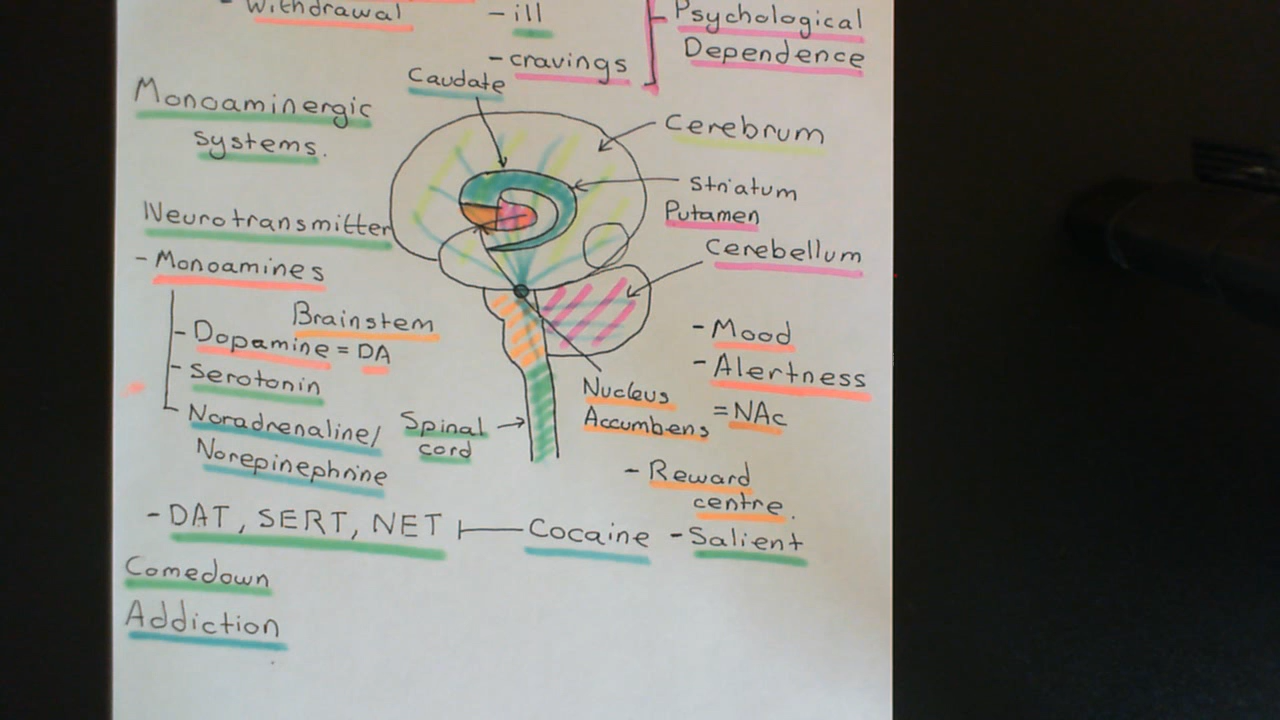 - Withdrawal
- ill
- cravings
- Psychological
Dependence
Caudate
Monoaminergic
systems.
Cerebrum
Striatum
Putamen
Neurotransmitter
Cerebellum
- Monoamines
Brainstem
- Dopamine = DA
- Serotonin
- Noradrenaline/
Norepinephrine
Spinal
cord
Nucleus
Accumbens
= NAc
- Mood
- Alertness
- Reward
centre.
- Salient
- DAT, SERT, NET
Cocaine
Comedown
Addiction